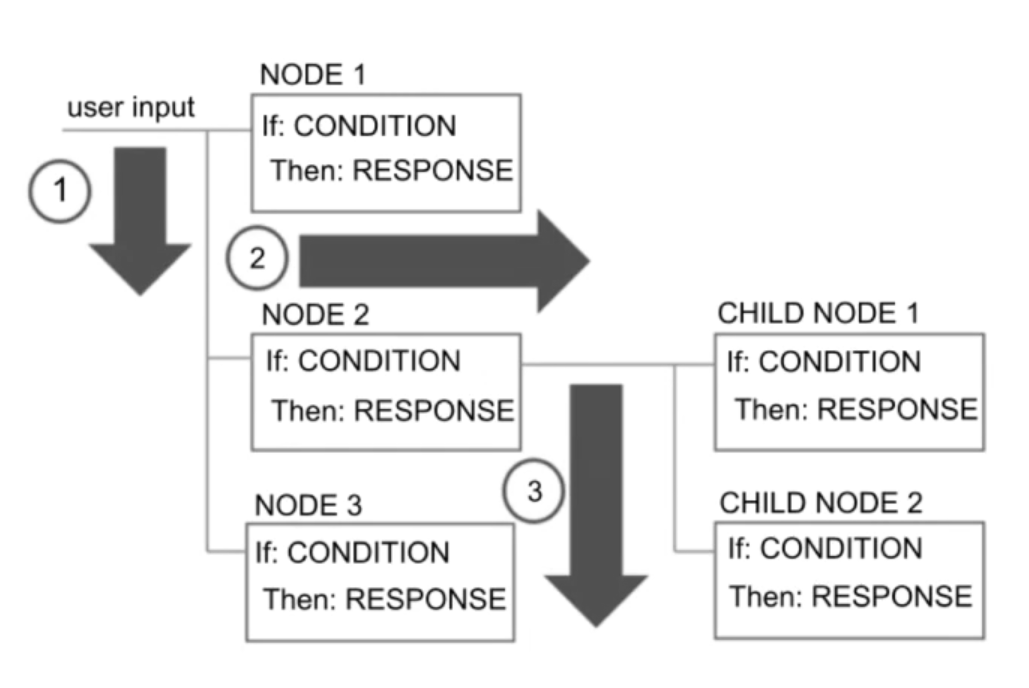 NODE 1
user input
If: CONDITION
Then: RESPONSE
1
2
NODE 2
If: CONDITION
Then: RESPONSE
CHILD NODE 1
If: CONDITION
Then: RESPONSE
3
NODE 3
If: CONDITION
Then: RESPONSE
CHILD NODE 2
If: CONDITION
Then: RESPONSE